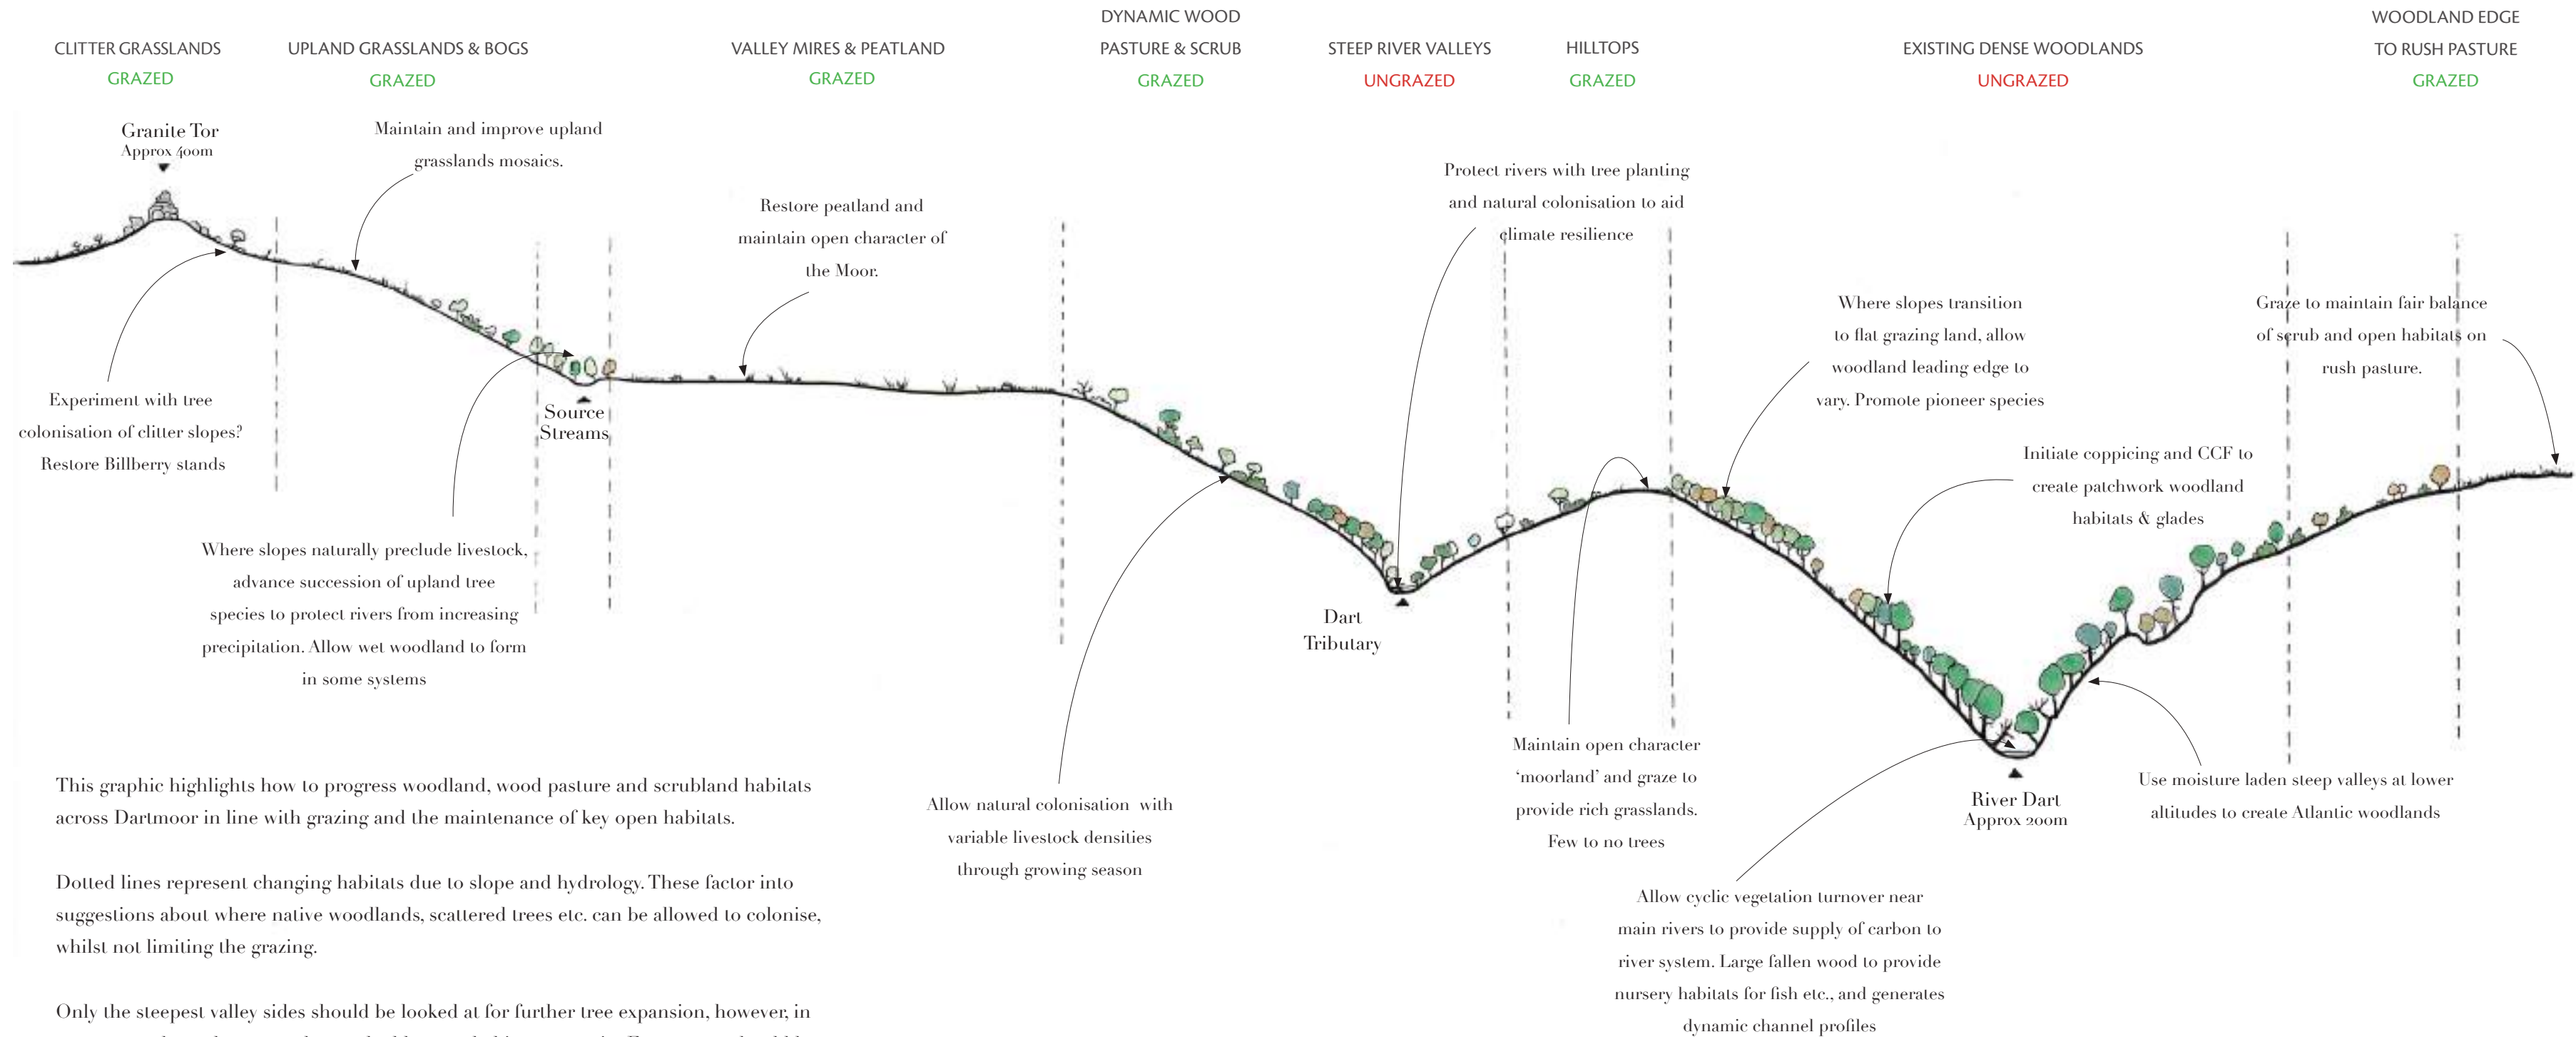 CLITTER GRASSLANDS
GRAZED
UPLAND GRASSLANDS & BOGS
GRAZED
VALLEY MIRES & PEATLAND
GRAZED
DYNAMIC WOOD
PASTURE & SCRUB
GRAZED
STEEP RIVER VALLEYS
UNGRAZED
HILLTOPS
GRAZED
EXISTING DENSE WOODLANDS
UNGRAZED
WOODLAND EDGE
TO RUSH PASTURE
GRAZED
Granite Tor
Approx 400m
Maintain and improve upland
grasslands mosaics.
Restore peatland and
maintain open character of
the Moor.
Protect rivers with tree planting
and natural colonisation to aid
climate resilience
Where slopes transition
to flat grazing land, allow
woodland leading edge to
vary. Promote pioneer species
Graze to maintain fair balance
of scrub and open habitats on
rush pasture.
Experiment with tree
colonisation of clitter slopes?
Restore Billberry stands
Source
Streams
Initiate coppicing and CCF to
create patchwork woodland
habitats & glades
Where slopes naturally preclude livestock,
advance succession of upland tree
species to protect rivers from increasing
precipitation. Allow wet woodland to form
in some systems
Dart
Tributary
Maintain open character
‘moorland’ and graze to
provide rich grasslands.
Few to no trees
River Dart
Approx 200m
Use moisture laden steep valleys at lower
altitudes to create Atlantic woodlands
Allow natural colonisation with
variable livestock densities
through growing season
Allow cyclic vegetation turnover near
main rivers to provide supply of carbon to
river system. Large fallen wood to provide
nursery habitats for fish etc., and generates
dynamic channel profiles
This graphic highlights how to progress woodland, wood pasture and scrubland habitats
across Dartmoor in line with grazing and the maintenance of key open habitats.
Dotted lines represent changing habitats due to slope and hydrology. These factor into
suggestions about where native woodlands, scattered trees etc. can be allowed to colonise,
whilst not limiting the grazing.
Only the steepest valley sides should be looked at for further tree expansion, however, in